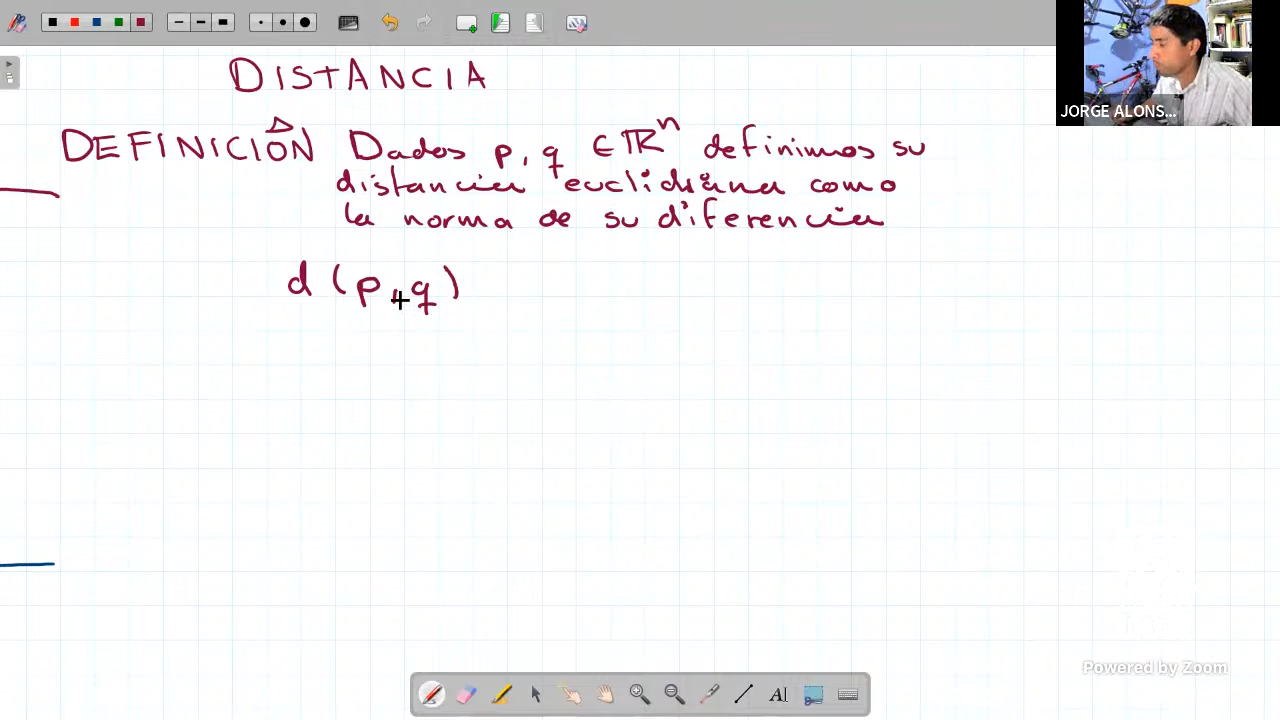 DISTANCIA
JORGE ALONS...
DEFINICIÓN Dados p, q ∈ ℝⁿ definimos su
distancia euclidiana como
la norma de su diferencia
d (p, q)
Powered by Zoom
AI